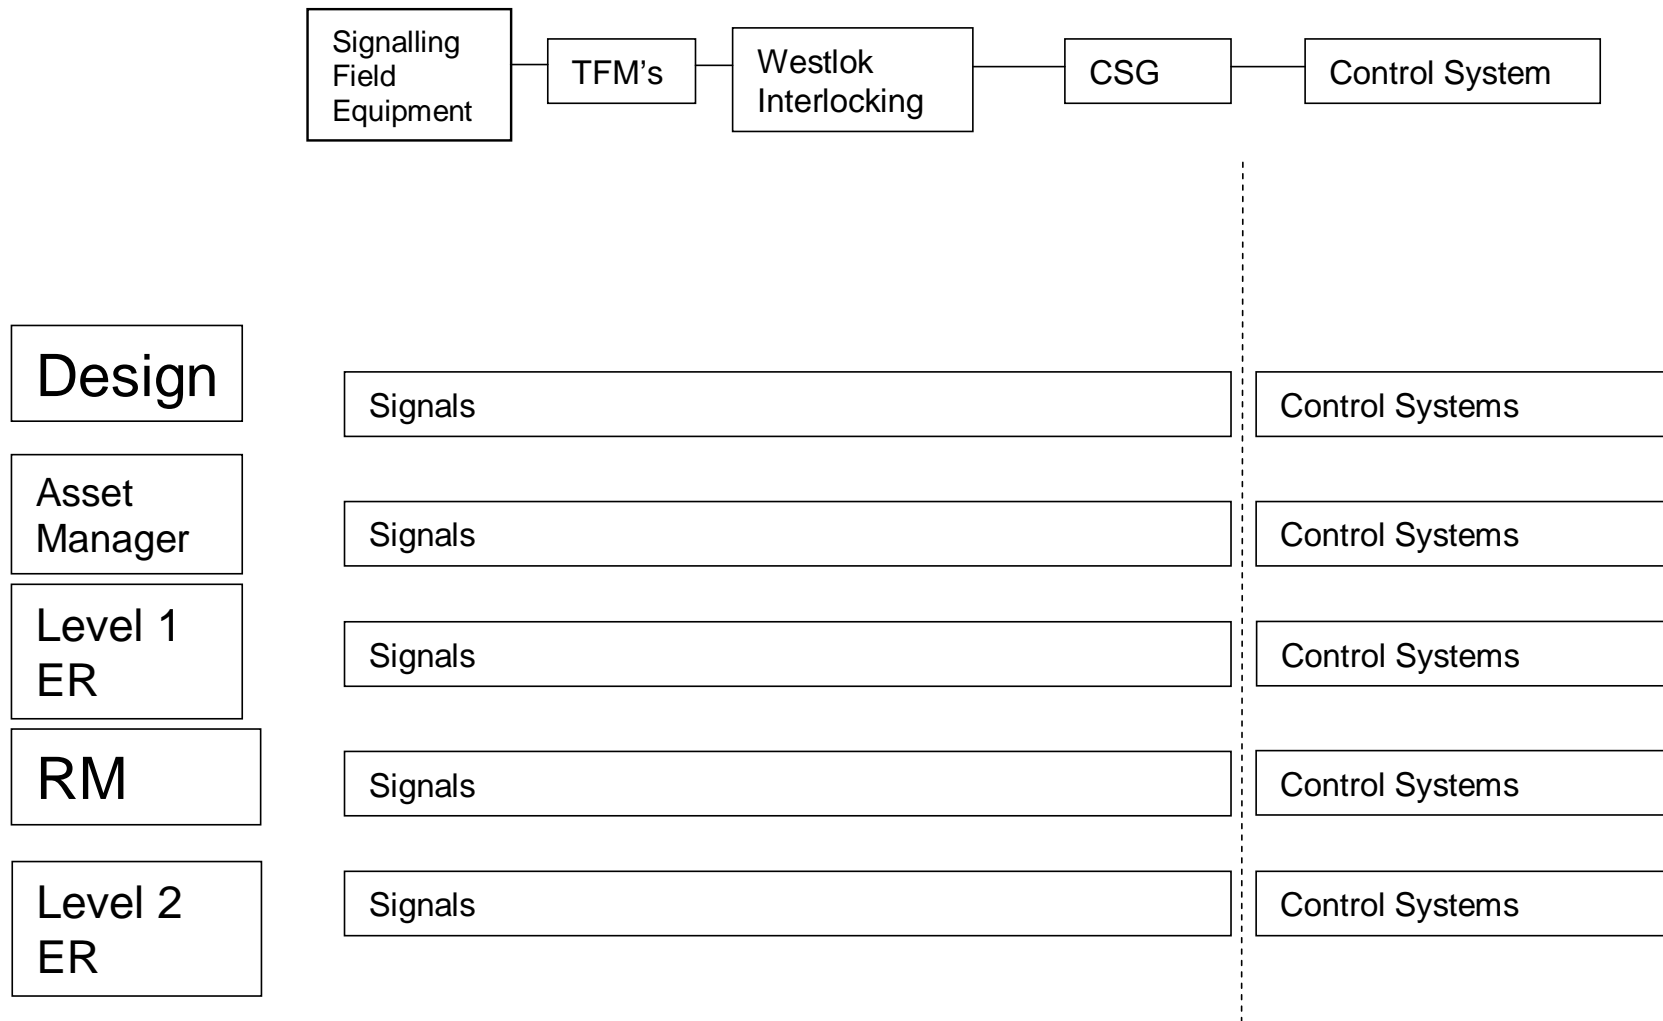 Signalling
Field
Equipment
TFM's
Westlok
Interlocking
CSG
Control System
Design
Signals
Control Systems
Asset
Manager
Signals
Control Systems
Level 1
ER
Signals
Control Systems
RM
Signals
Control Systems
Level 2
ER
Signals
Control Systems